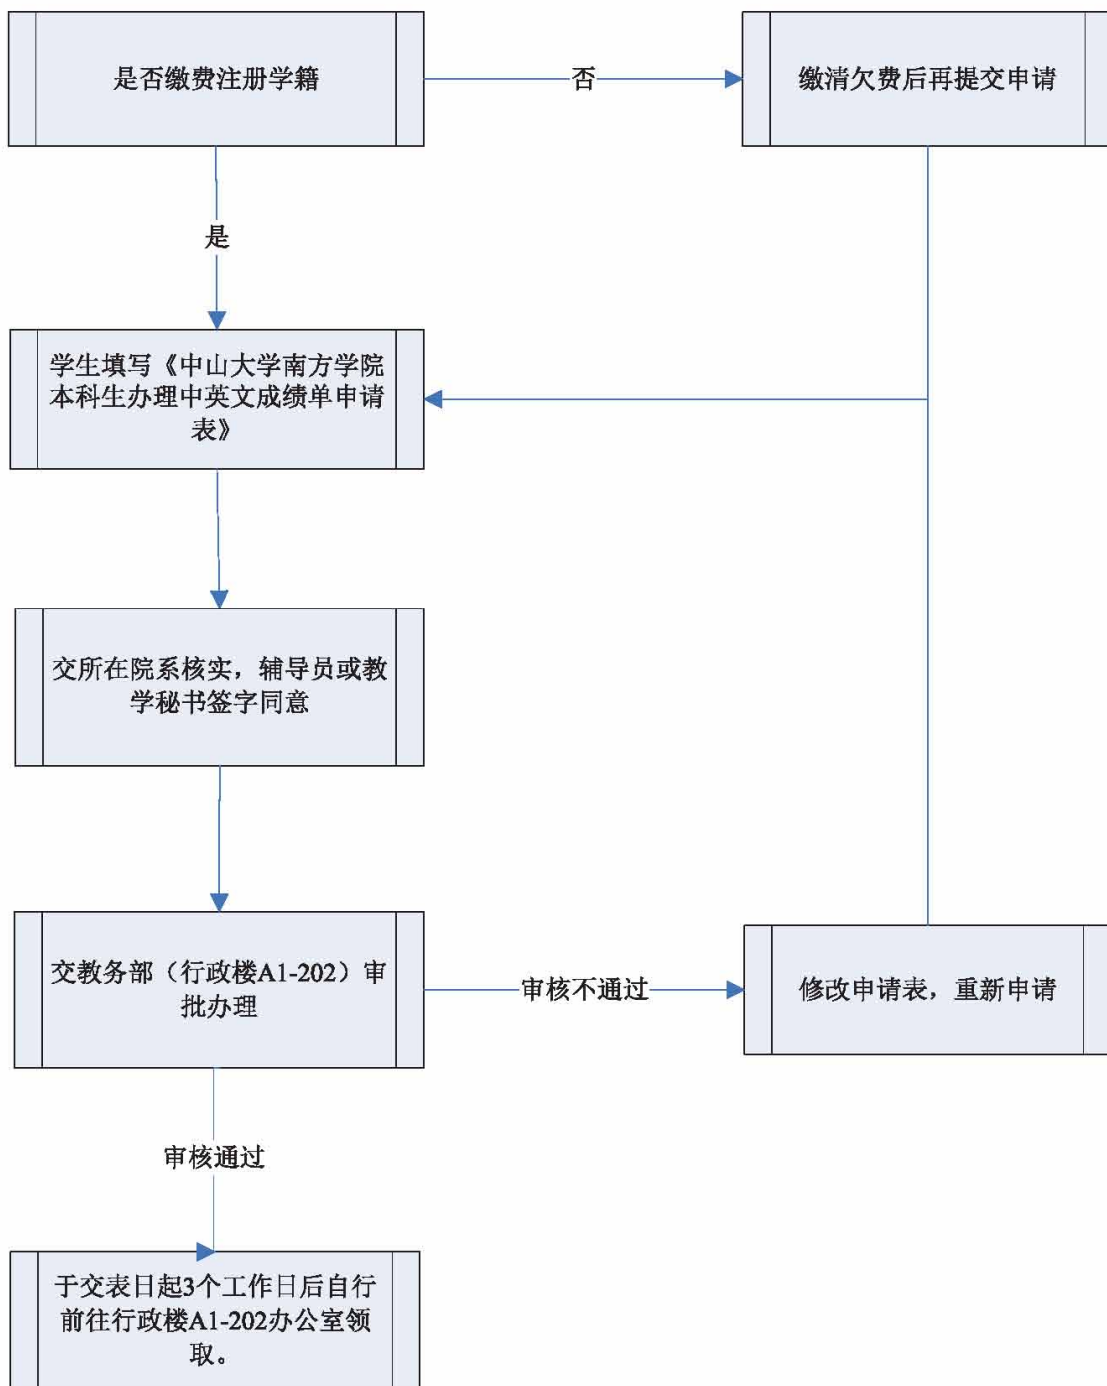 是否缴费注册学籍
否
缴清欠费后再提交申请
是
学生填写《中山大学南方学院
本科生办理中英文成绩单申请
表》
交所在院系核实，辅导员或教
学秘书签字同意
交教务部（行政楼A1-202）审
批办理
审核不通过
修改申请表，重新申请
审核通过
于交表日起3个工作日后自行
前往行政楼A1-202办公室领
取。